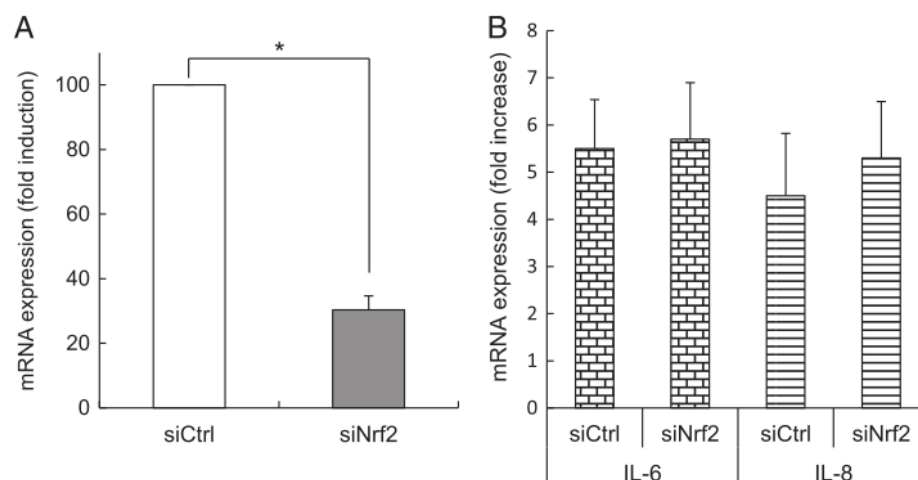 A
*
mRNA expression (fold induction)
100
80
60
40
20
0
siCtrl siNrf2
B
mRNA expression (fold increase)
8
7
6
5
4
3
2
1
0
siCtrl siNrf2 siCtrl siNrf2
IL-6 IL-8